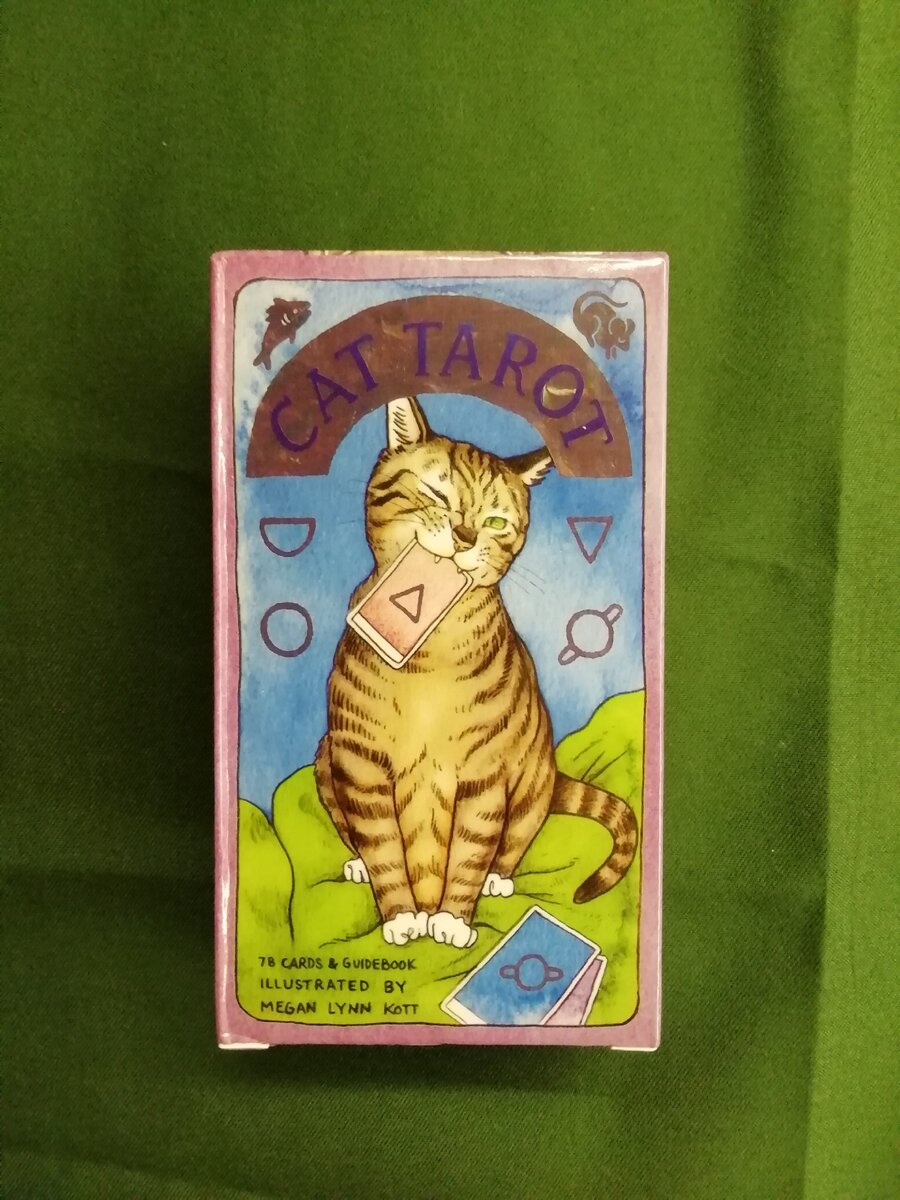 CAT TAROT
78 CARDS & GUIDEBOOK
ILLUSTRATED BY
MEGAN LYNN KOTT